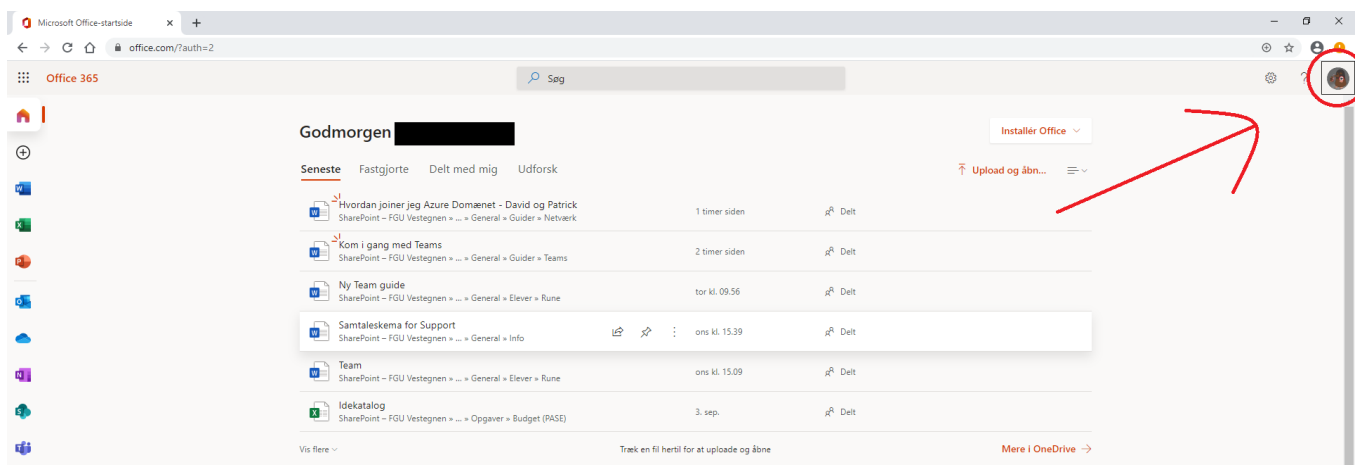 Microsoft Office-startside
office.com/?auth=2
Office 365
Søg
?
Godmorgen
Installér Office
Seneste Fastgjorte Delt med mig Udforsk
Upload og åbn...
Hvordan joiner jeg Azure Domænet - David og Patrick
SharePoint – FGU Vestegnen » ... » General » Guider » Netværk
1 timer siden
Delt
Kom i gang med Teams
SharePoint – FGU Vestegnen » ... » General » Guider » Teams
2 timer siden
Delt
Ny Team guide
SharePoint – FGU Vestegnen » ... » General » Elever » Rune
tor kl. 09.56
Delt
Samtaleskema for Support
SharePoint – FGU Vestegnen » ... » General » Info
ons kl. 15.39
Delt
Team
SharePoint – FGU Vestegnen » ... » General » Elever » Rune
ons kl. 15.09
Delt
Idekatalog
SharePoint – FGU Vestegnen » ... » Opgaver » Budget (PASE)
3. sep.
Delt
Vis flere
Træk en fil hertil for at uploade og åbne
Mere i OneDrive